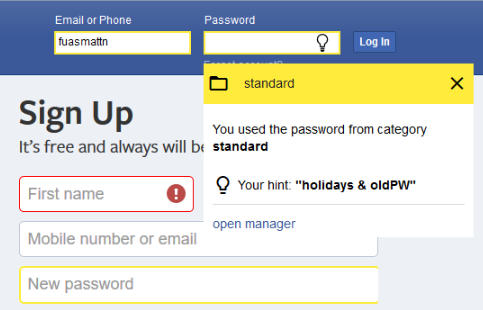 Email or Phone
Password
fuasmattn
Log In
Forgot account?
standard
Sign Up
It's free and always will be
You used the password from category
standard
Your hint: "holidays & oldPW"
open manager
First name
Mobile number or email
New password